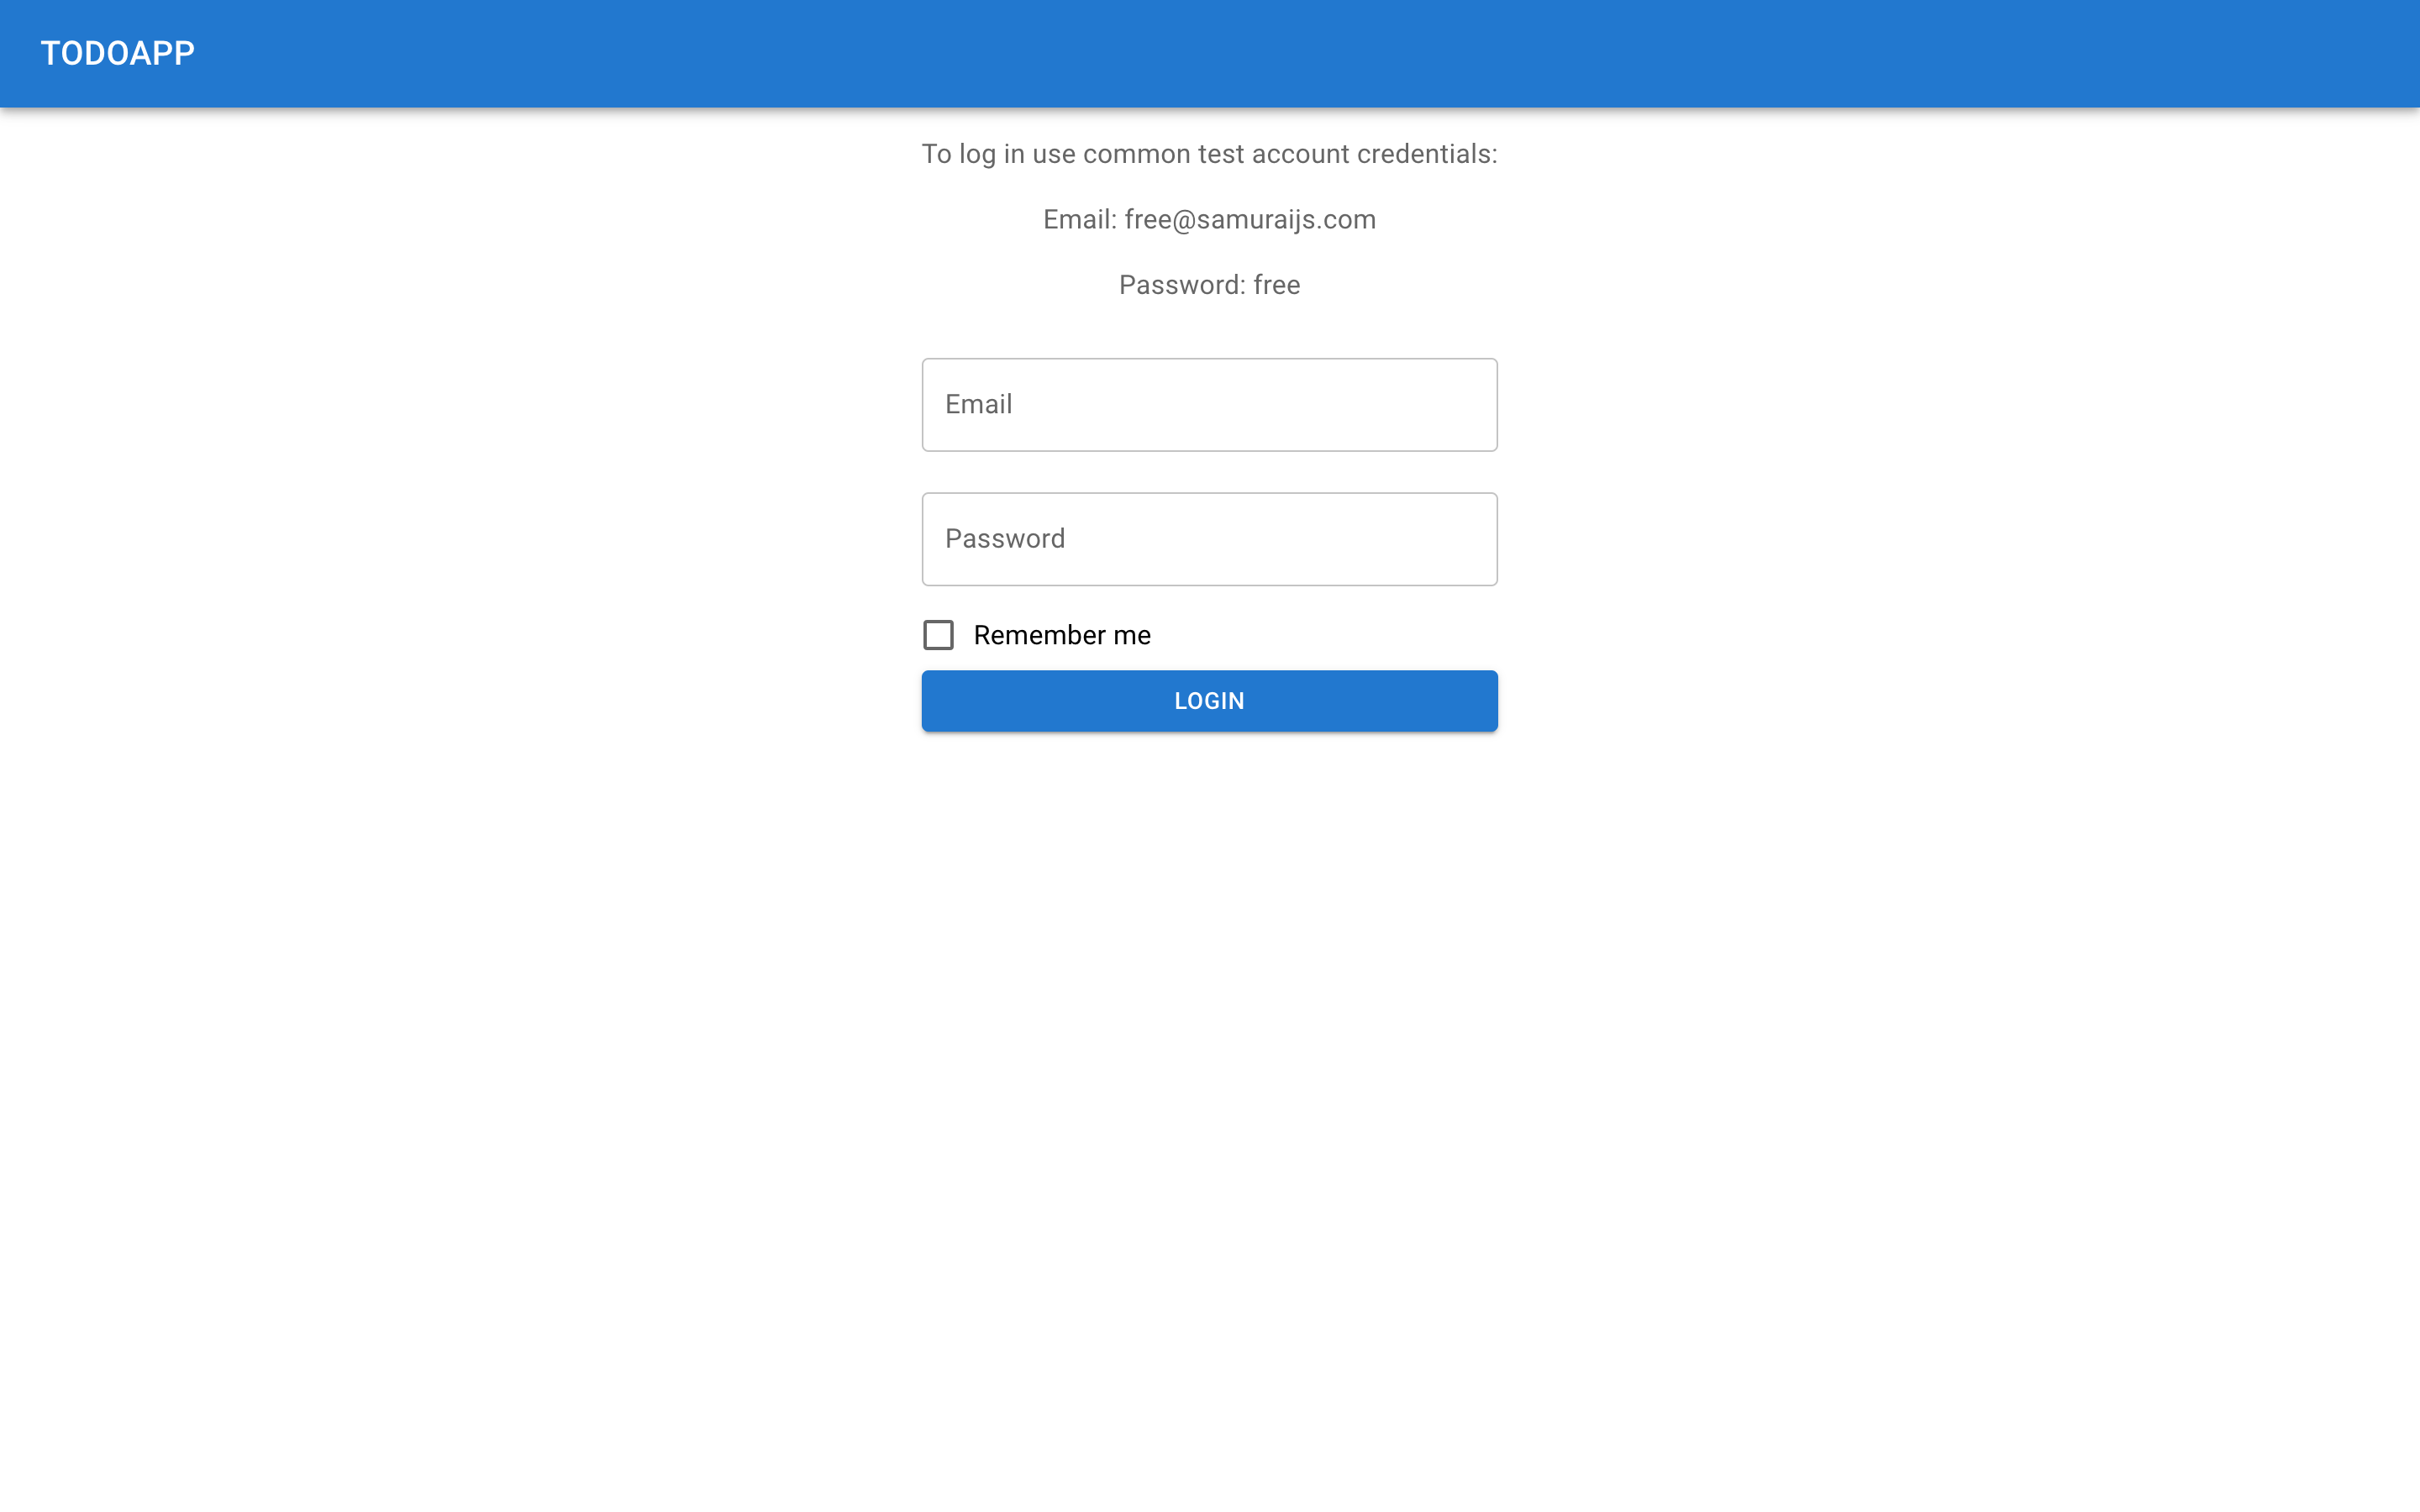 TODOAPP
To log in use common test account credentials:
Email: free@samuraijs.com
Password: free
Email
Password
Remember me
LOGIN